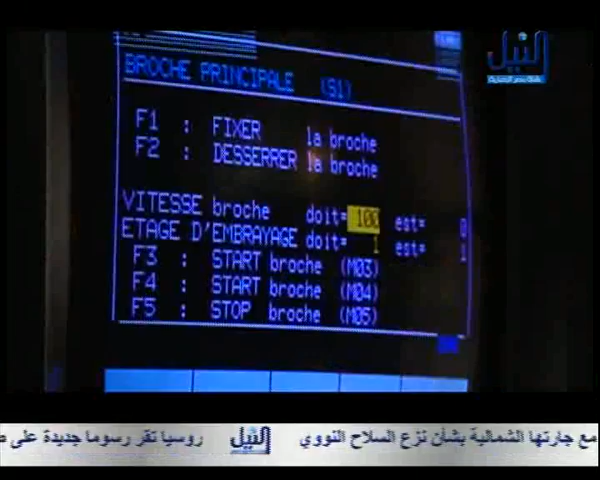 النيل
BROCHE PRINCIPALE (S1)
F1 : FIXER la broche
F2 : DESSERRER la broche
VITESSE broche doit= 100 est= 0
ETAGE D'EMBRAYAGE doit= 1 est= 1
F3 : START broche (M03)
F4 : START broche (M04)
F5 : STOP broche (M05)
مع جارتها الشمالية بشأن نزع السلاح النووي النيل روسيا تقر رسوما جديدة على